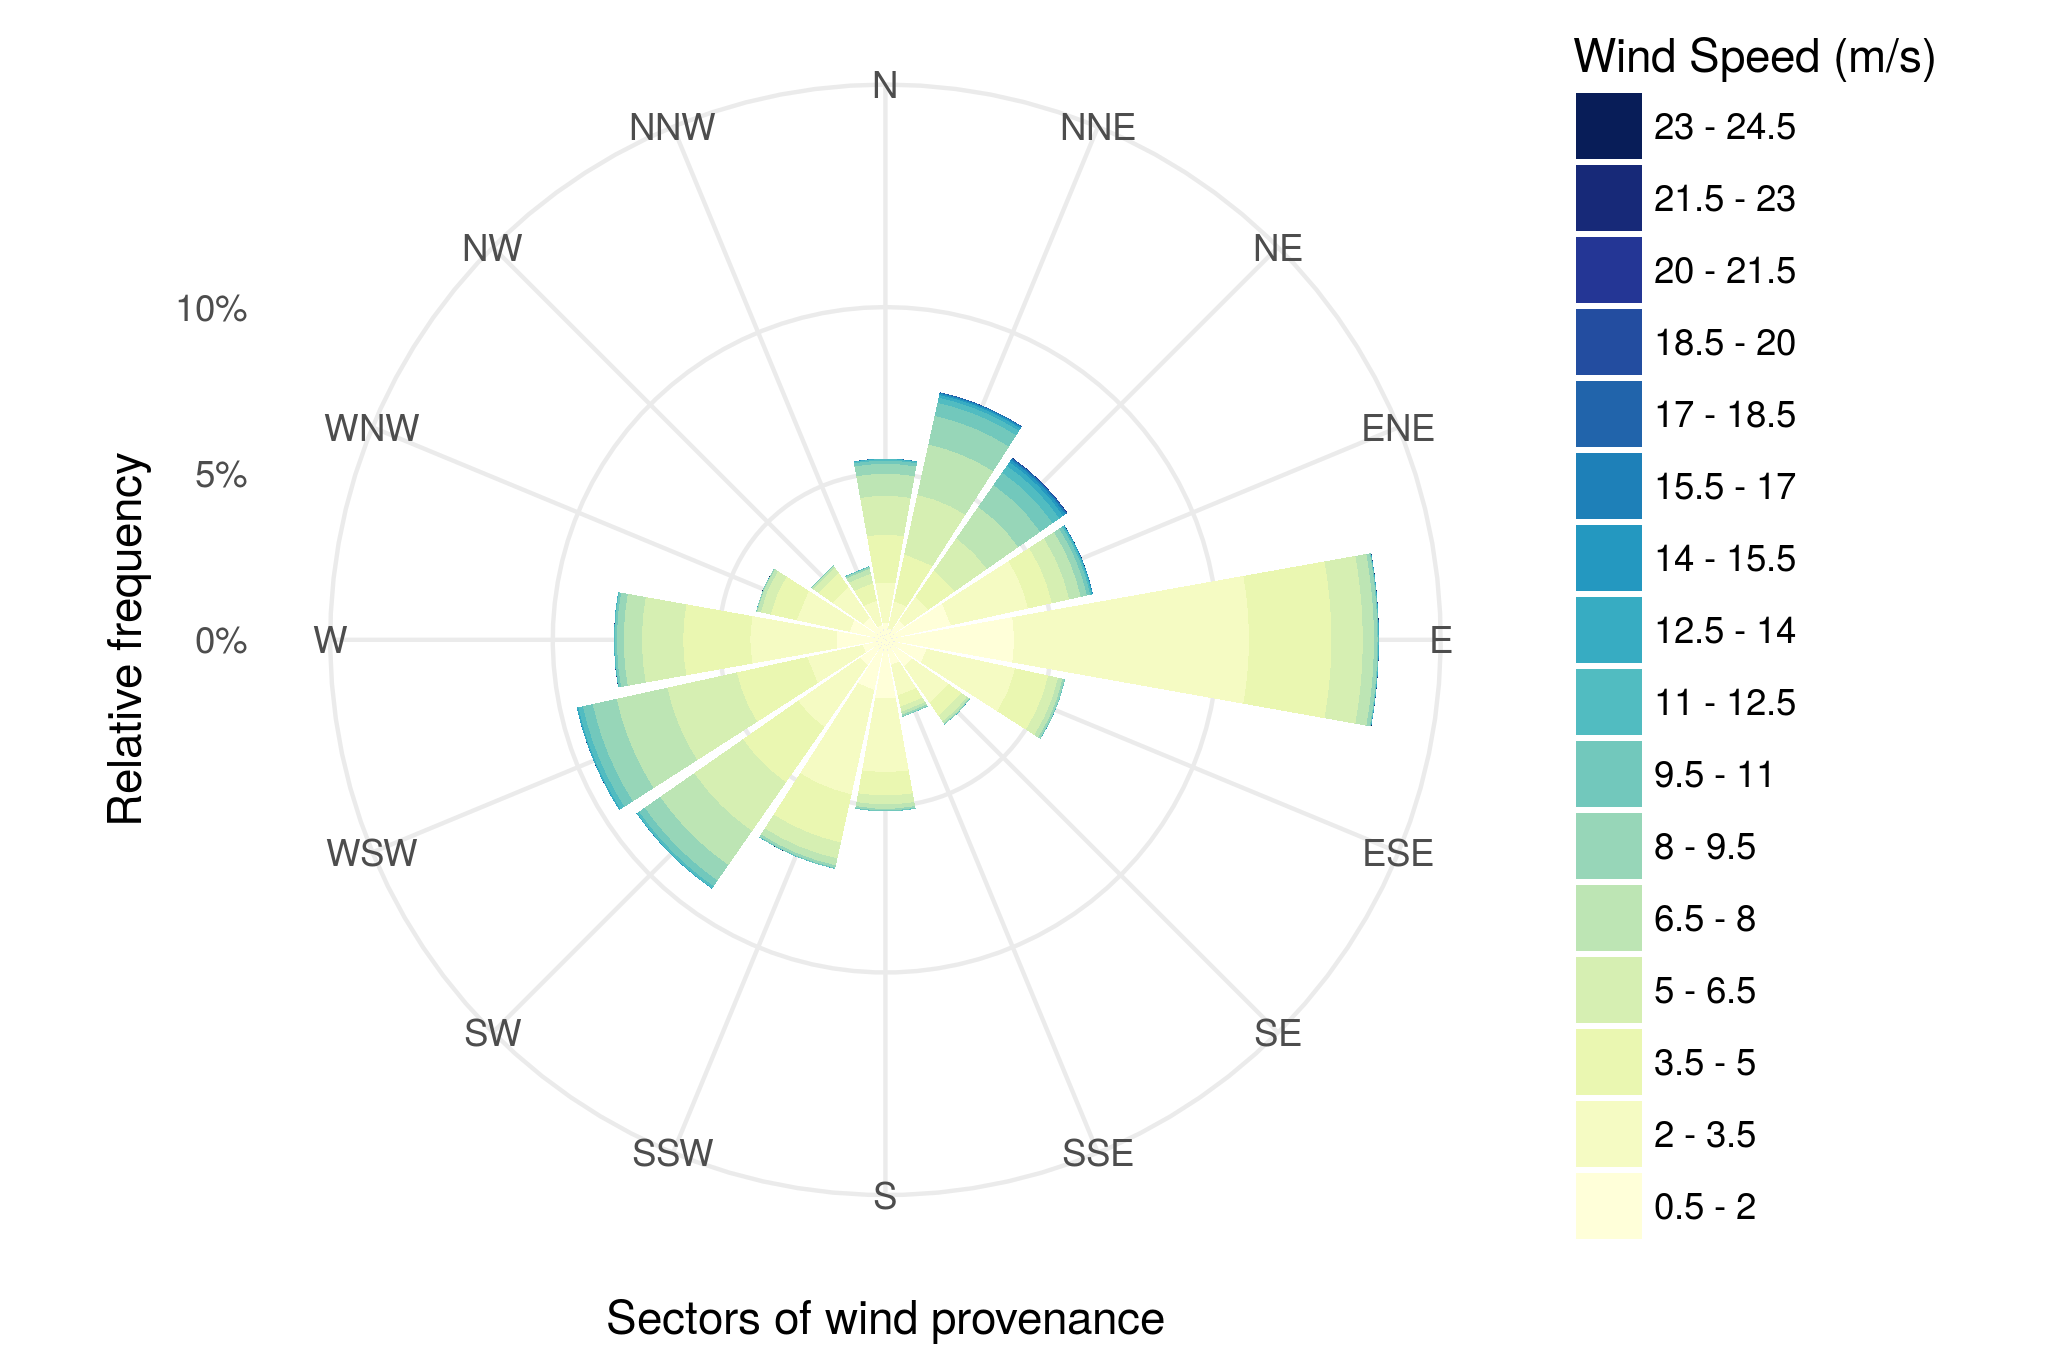 Wind Speed (m/s)
23 - 24.5
21.5 - 23
20 - 21.5
18.5 - 20
17 - 18.5
15.5 - 17
14 - 15.5
12.5 - 14
11 - 12.5
9.5 - 11
8 - 9.5
6.5 - 8
5 - 6.5
3.5 - 5
2 - 3.5
0.5 - 2
N
NNE
NE
ENE
E
ESE
SE
SSE
S
SSW
SW
WSW
W
WNW
NW
NNW
10%
5%
0%
Relative frequency
Sectors of wind provenance